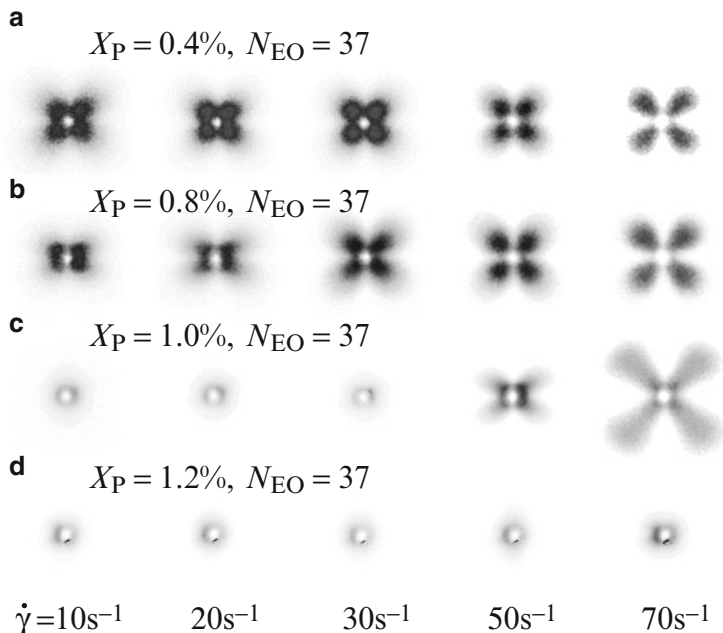 a
X_P = 0.4%, N_EO = 37
b
X_P = 0.8%, N_EO = 37
c
X_P = 1.0%, N_EO = 37
d
X_P = 1.2%, N_EO = 37
γ̇ =10s⁻¹ 20s⁻¹ 30s⁻¹ 50s⁻¹ 70s⁻¹